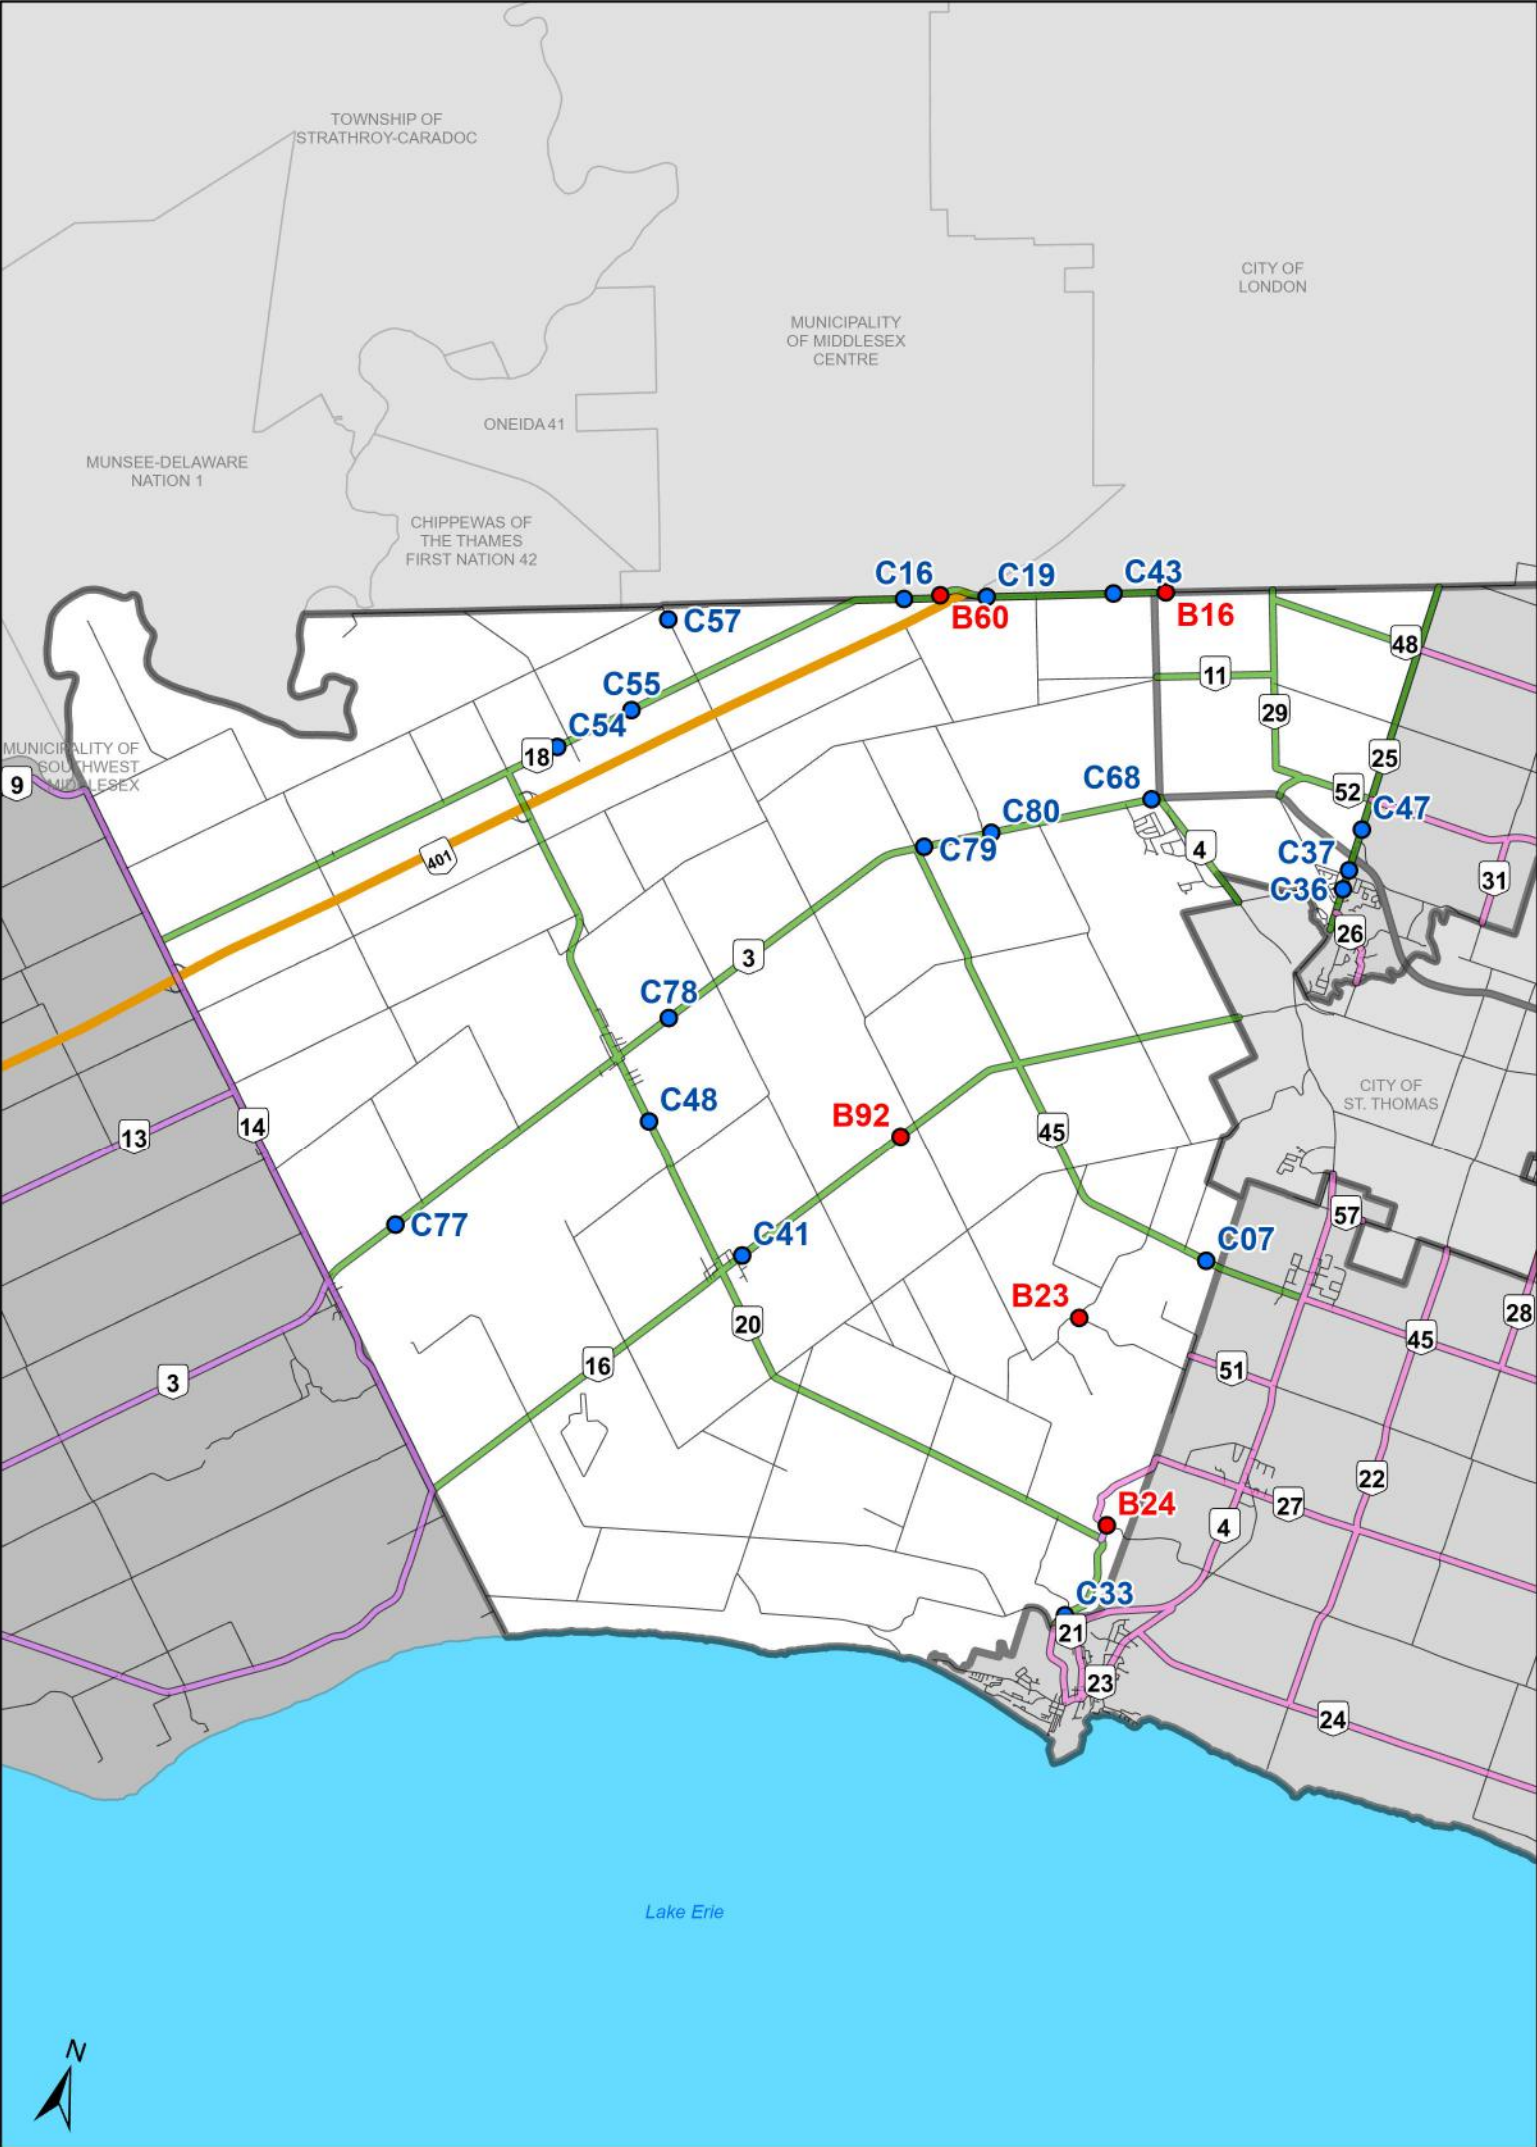 TOWNSHIP OF
STRATHROY-CARADOC
CITY OF
LONDON
MUNICIPALITY
OF MIDDLESEX
CENTRE
ONEIDA 41
MUNSEE-DELAWARE
NATION 1
CHIPPEWAS OF
THE THAMES
FIRST NATION 42
C16
C19
C43
B60
B16
C57
48
11
C55
29
C54
MUNICIPALITY OF
SOUTHWEST
MIDDLESEX
18
25
9
C68
52
C80
C47
401
C79
4
C37
31
C36
26
3
C78
CITY OF
ST. THOMAS
C48
B92
14
13
45
57
C77
C41
C07
B23
20
28
45
16
51
3
22
B24
27
4
C33
21
23
24
Lake Erie
N